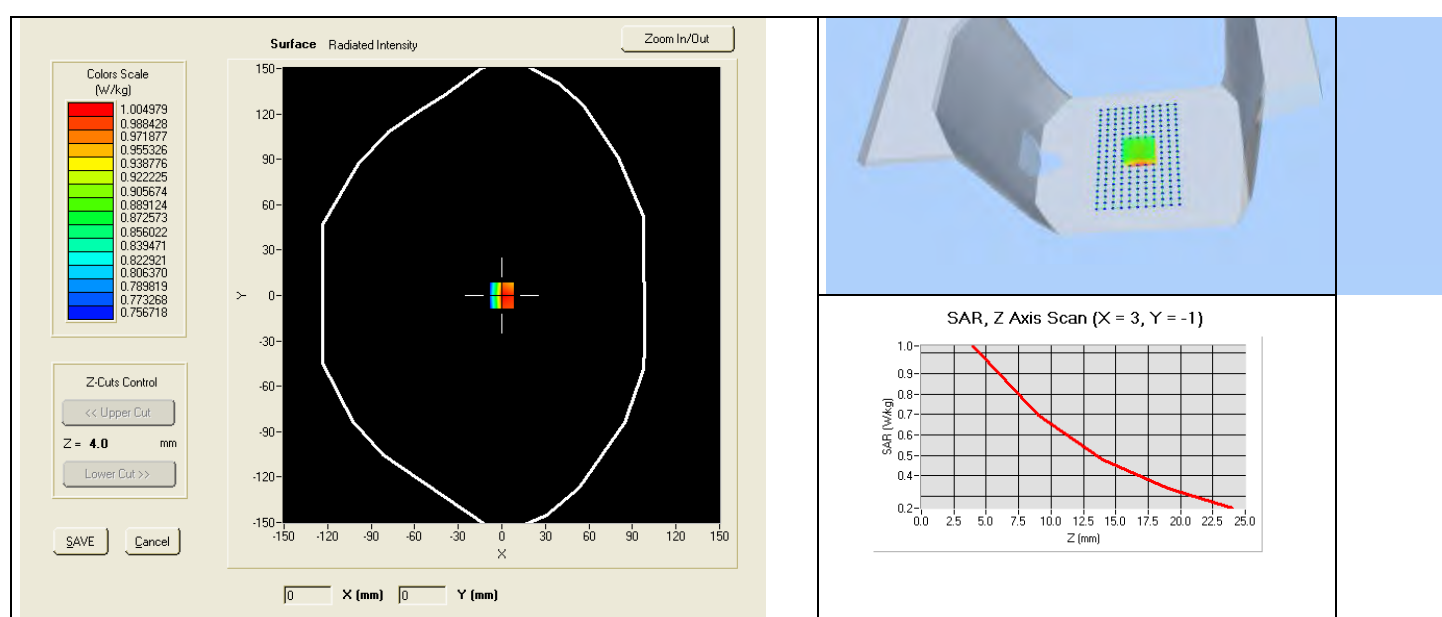 Surface Radiated Intensity
Zoom In/Out
Colors Scale
(W/kg)
1.004979
0.988428
0.971877
0.955326
0.938776
0.922225
0.905674
0.889124
0.872573
0.856022
0.839471
0.822921
0.806370
0.789819
0.773268
0.756718
Z-Cuts Control
<< Upper Cut
Z = 4.0 mm
Lower Cut >>
SAVE Cancel
150
120
90
60
30
0
-30
-60
-90
-120
-150
Y
-150 -120 -90 -60 -30 0 30 60 90 120 150
X
0 X (mm) 0 Y (mm)
SAR, Z Axis Scan (X = 3, Y = -1)
1.0
0.9
0.8
0.7
0.6
0.5
0.4
0.2
SAR (W/kg)
0.0 2.5 5.0 7.5 10.0 12.5 15.0 17.5 20.0 22.5 25.0
Z (mm)